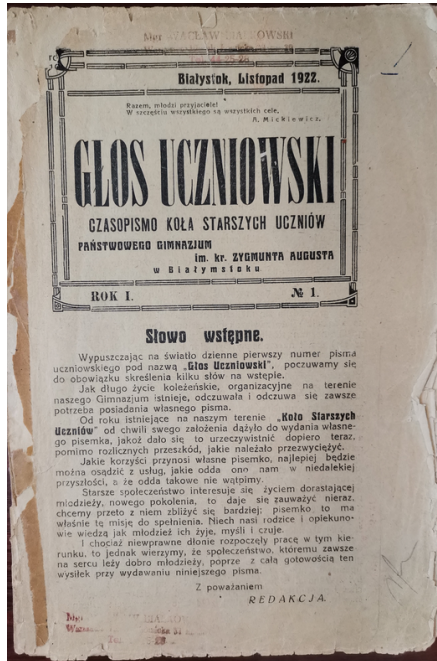 Białystok, Listopad 1922.
Razem, młodzi przyjaciele!
W szczęściu wszystkiego są wszystkich cele.
A. Mickiewicz.
GŁOS UCZNIOWSKI
CZASOPISMO KOŁA STARSZYCH UCZNIÓW
PAŃSTWOWEGO GIMNAZJUM
im. kr. ZYGMUNTA AUGUSTA
w Białymstoku
ROK I.
№ 1.
Słowo wstępne.
Wypuszczając na światło dzienne pierwszy numer pisma
uczniowskiego pod nazwą „Głos Uczniowski", poczuwamy się
do obowiązku skreślenia kilku słów na wstępie.
Jak długo życie koleżeńskie, organizacyjne na terenie
naszego Gimnazjum istnieje, odczuwała i odczuwa się zawsze
potrzeba posiadania własnego pisma.
Od roku istniejące na naszym terenie „Koło Starszych
Uczniów" od chwili swego założenia dążyło do wydania własne-
go pisemka, jakoż dało się to urzeczywistnić dopiero teraz,
pomimo rozlicznych przeszkód, jakie należało przezwyciężyć.
Jakie korzyści przynosi własne pisemko, najlepiej będzie
można osądzić z usług, jakie odda ono nam w niedalekiej
przyszłości, a że odda takowe nie wątpimy.
Starsze społeczeństwo interesuje się życiem dorastającej
młodzieży, nowego pokolenia, to daje się zauważyć nieraz,
chcemy przeto z niem zbliżyć się bardziej; pisemko to ma
właśnie tę misję do spełnienia. Niech nasi rodzice i opiekuno-
wie wiedzą jak młodzież ich żyje, myśli i czuje.
I chociaż niewprawne dłonie rozpoczęły pracę w tym kie-
runku, to jednak wierzymy, że społeczeństwo, któremu zawsze
na sercu leży dobro młodzieży, poprze z całą gotowością ten
wysiłek przy wydawaniu niniejszego pisma.
Z poważaniem
REDAKCJA.